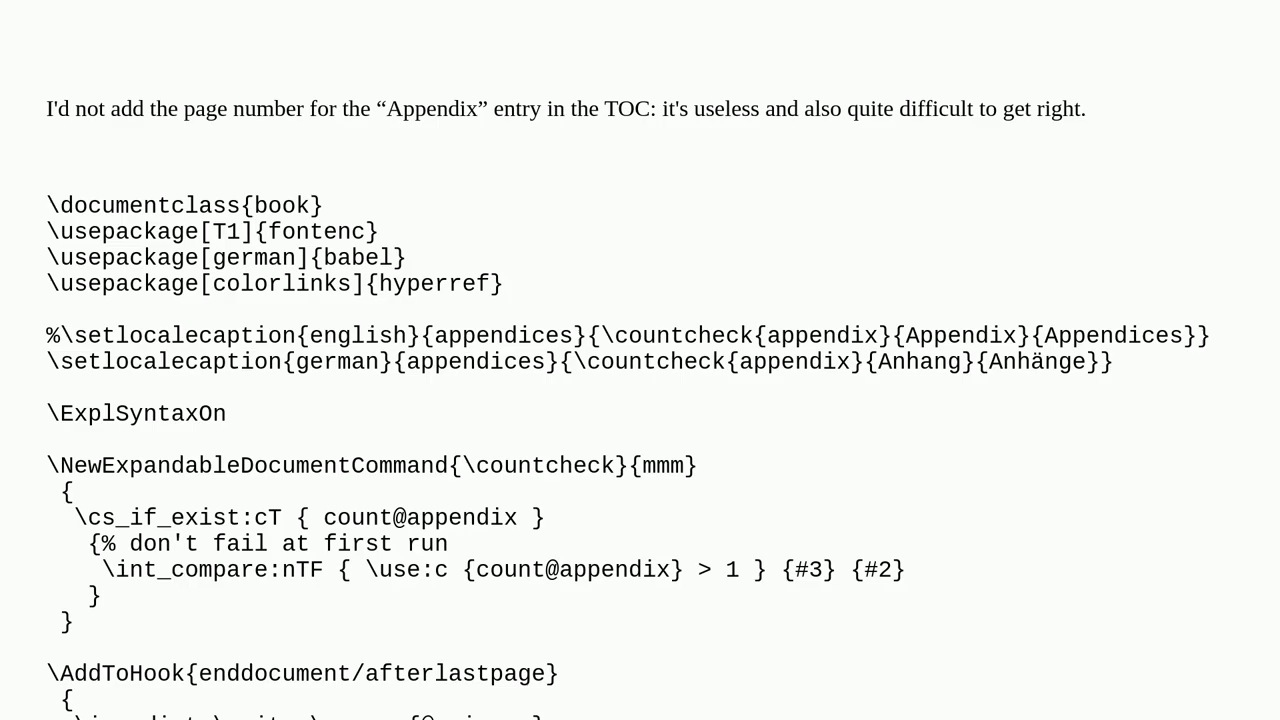 I'd not add the page number for the “Appendix” entry in the TOC: it's useless and also quite difficult to get right.
\documentclass{book}
\usepackage[T1]{fontenc}
\usepackage[german]{babel}
\usepackage[colorlinks]{hyperref}
%\setlocalecaption{english}{appendices}{\countcheck{appendix}{Appendix}{Appendices}}
\setlocalecaption{german}{appendices}{\countcheck{appendix}{Anhang}{Anhänge}}
\ExplSyntaxOn
\NewExpandableDocumentCommand{\countcheck}{mmm}
{
\cs_if_exist:cT { count@appendix }
{% don't fail at first run
\int_compare:nTF { \use:c {count@appendix} > 1 } {#3} {#2}
}
}
\AddToHook{enddocument/afterlastpage}
{